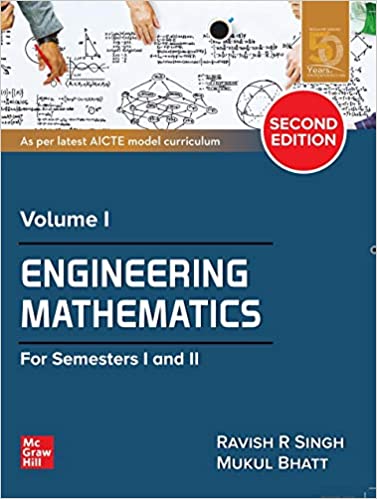 50
Years
As per latest AICTE model curriculum
SECOND
EDITION
Volume I
ENGINEERING
MATHEMATICS
For Semesters I and II
Mc
Graw
Hill
RAVISH R SINGH
MUKUL BHATT